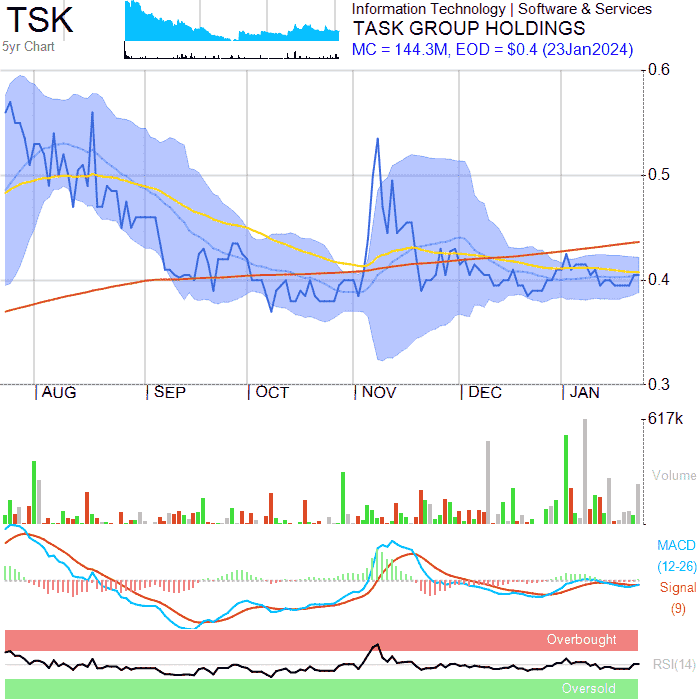 TSK
5yr Chart
Information Technology | Software & Services
TASK GROUP HOLDINGS
MC = 144.3M, EOD = $0.4 (23Jan2024)
0.6
0.5
0.4
0.3
AUG SEP OCT NOV DEC JAN
617k
Volume
MACD
(12-26)
Signal
(9)
Overbought
RSI(14)
Oversold